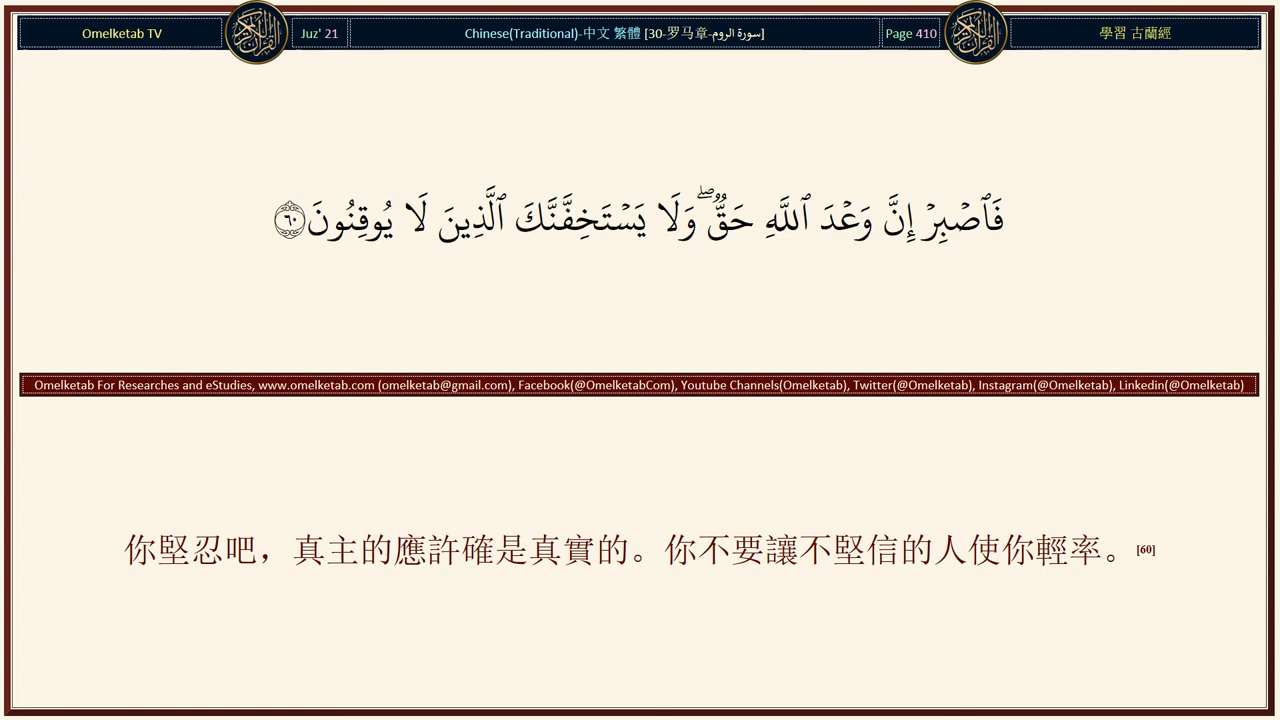 Omelketab TV
Juz' 21
Chinese(Traditional)-中文 繁體 [30-罗马章-سورة الروم]
Page 410
學習 古蘭經
فَٱصۡبِرۡ إِنَّ وَعۡدَ ٱللَّهِ حَقّٞۖ وَلَا يَسۡتَخِفَّنَّكَ ٱلَّذِينَ لَا يُوقِنُونَ ٦٠
Omelketab For Researches and eStudies, www.omelketab.com (omelketab@gmail.com), Facebook(@OmelketabCom), Youtube Channels(Omelketab), Twitter(@Omelketab), Instagram(@Omelketab), Linkedin(@Omelketab)
你堅忍吧，真主的應許確是真實的。你不要讓不堅信的人使你輕率。[60]